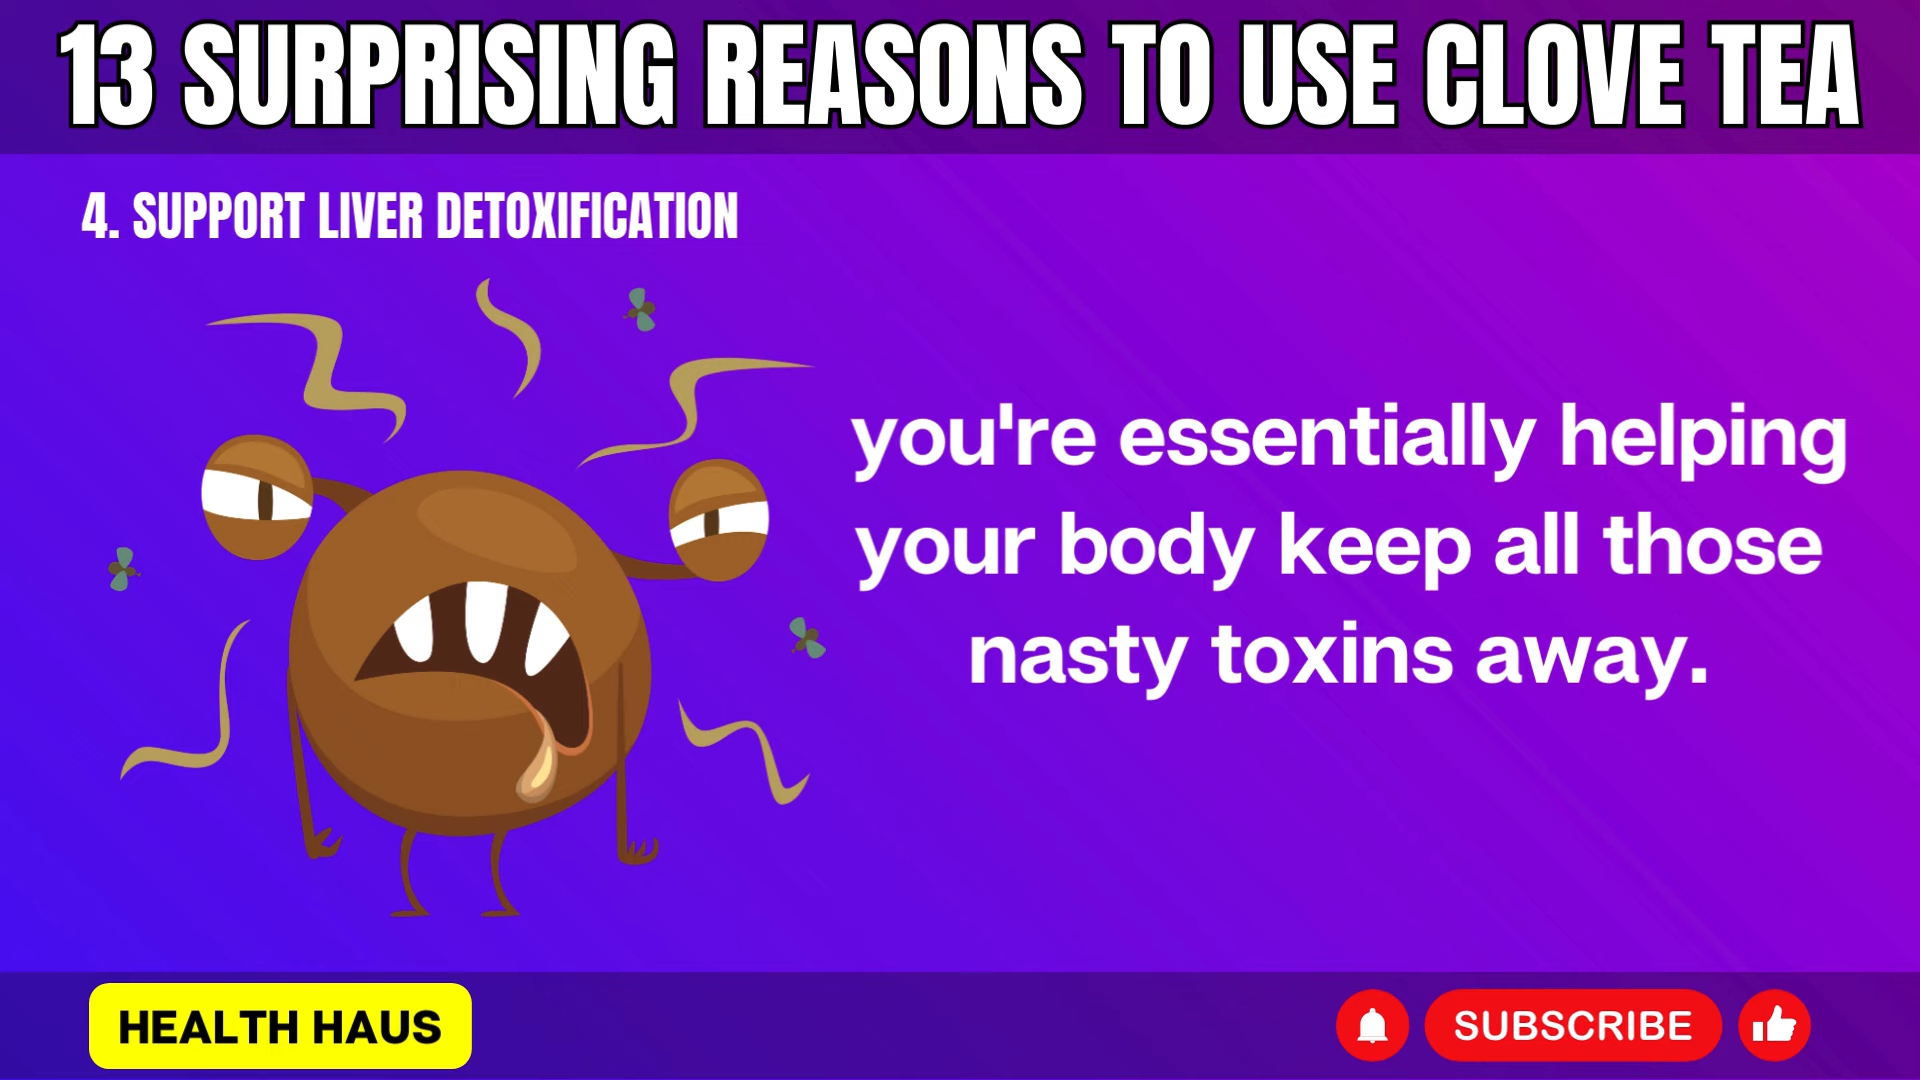 13 SURPRISING REASONS TO USE CLOVE TEA
4. SUPPORT LIVER DETOXIFICATION
you're essentially helping
your body keep all those
nasty toxins away.
HEALTH HAUS
SUBSCRIBE